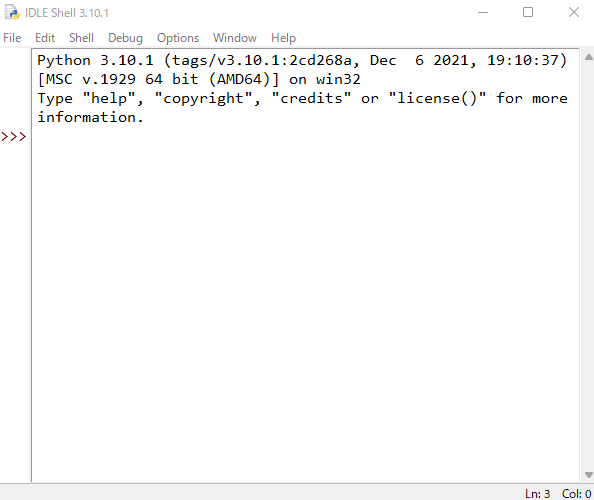 IDLE Shell 3.10.1
File Edit Shell Debug Options Window Help
Python 3.10.1 (tags/v3.10.1:2cd268a, Dec  6 2021, 19:10:37)
[MSC v.1929 64 bit (AMD64)] on win32
Type "help", "copyright", "credits" or "license()" for more
information.
>>>
Ln: 3 Col: 0